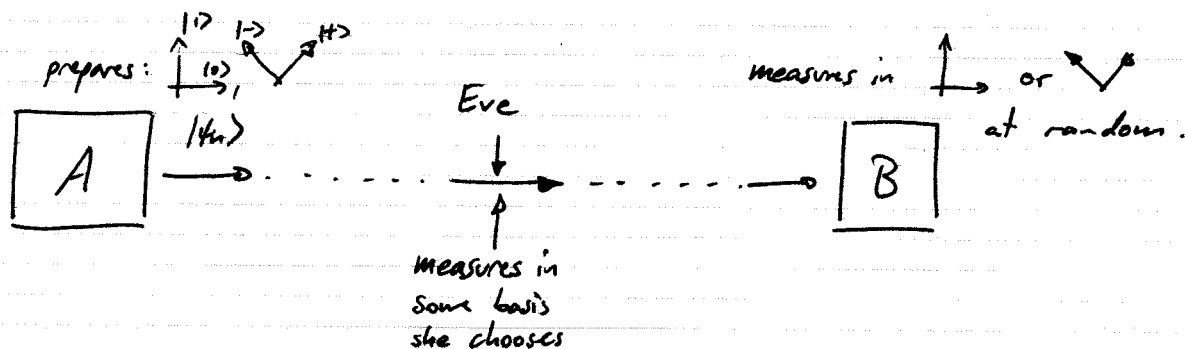 |1> |-> |+>
prepares: |0>,
measures in or
at random.
Eve
|ψn>
A
B
measures in
some basis
she chooses